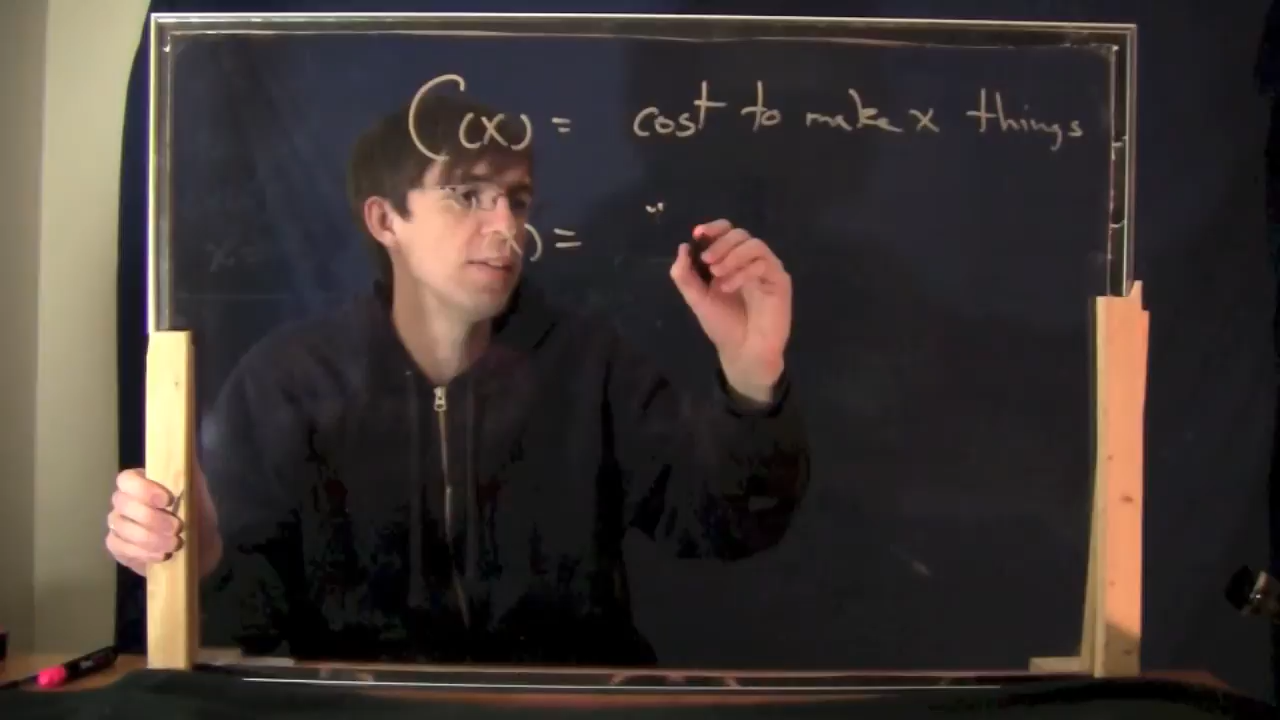 C(x) = cost to make x things
) = "